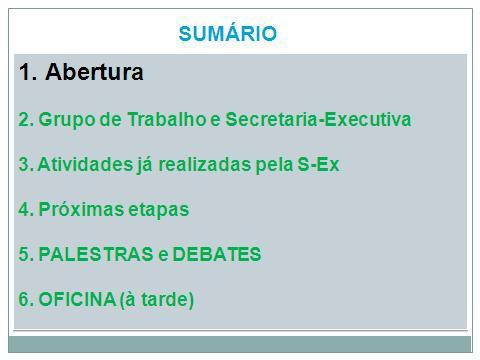 SUMÁRIO
1. Abertura
2. Grupo de Trabalho e Secretaria-Executiva
3. Atividades já realizadas pela S-Ex
4. Próximas etapas
5. PALESTRAS e DEBATES
6. OFICINA (à tarde)